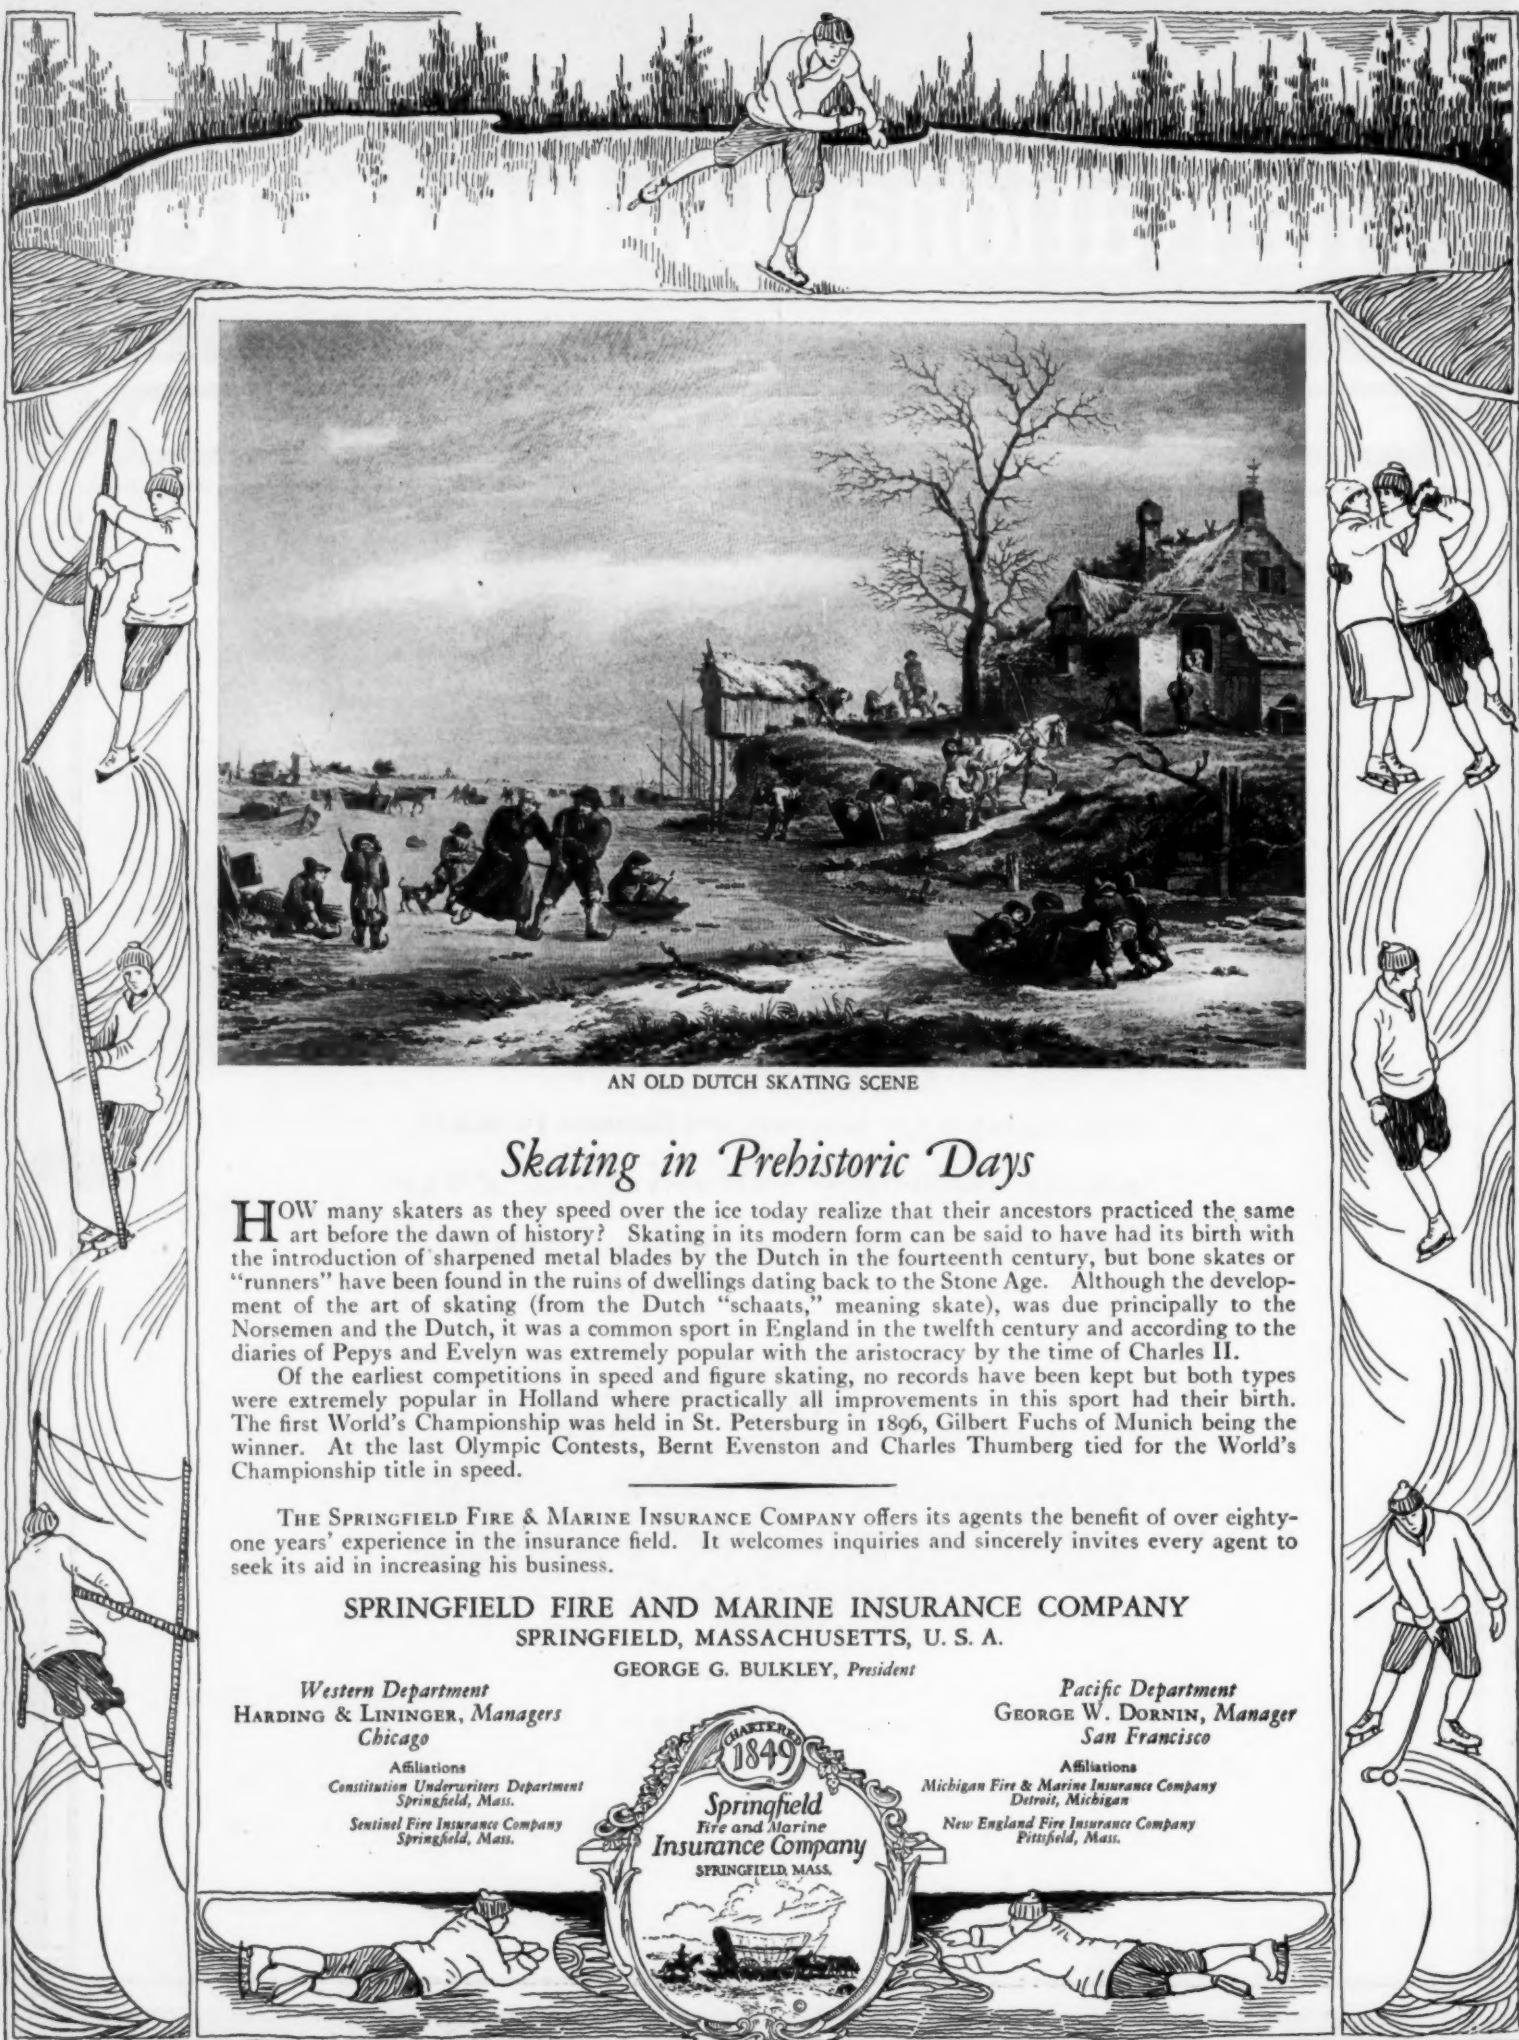 AN OLD DUTCH SKATING SCENE
Skating in Prehistoric Days
HOW many skaters as they speed over the ice today realize that their ancestors practiced the same
art before the dawn of history? Skating in its modern form can be said to have had its birth with
the introduction of sharpened metal blades by the Dutch in the fourteenth century, but bone skates or
"runners" have been found in the ruins of dwellings dating back to the Stone Age. Although the develop-
ment of the art of skating (from the Dutch "schaats," meaning skate), was due principally to the
Norsemen and the Dutch, it was a common sport in England in the twelfth century and according to the
diaries of Pepys and Evelyn was extremely popular with the aristocracy by the time of Charles II.
Of the earliest competitions in speed and figure skating, no records have been kept but both types
were extremely popular in Holland where practically all improvements in this sport had their birth.
The first World's Championship was held in St. Petersburg in 1896, Gilbert Fuchs of Munich being the
winner. At the last Olympic Contests, Bernt Evenston and Charles Thumberg tied for the World's
Championship title in speed.
THE SPRINGFIELD FIRE & MARINE INSURANCE COMPANY offers its agents the benefit of over eighty-
one years' experience in the insurance field. It welcomes inquiries and sincerely invites every agent to
seek its aid in increasing his business.
SPRINGFIELD FIRE AND MARINE INSURANCE COMPANY
SPRINGFIELD, MASSACHUSETTS, U. S. A.
GEORGE G. BULKLEY, President
Western Department
HARDING & LININGER, Managers
Chicago
Affiliations
Constitution Underwriters Department
Springfield, Mass.
Sentinel Fire Insurance Company
Springfield, Mass.
Pacific Department
GEORGE W. DORNIN, Manager
San Francisco
Affiliations
Michigan Fire & Marine Insurance Company
Detroit, Michigan
New England Fire Insurance Company
Pittsfield, Mass.
CHARTERED
1849
Springfield
Fire and Marine
Insurance Company
SPRINGFIELD, MASS.
©